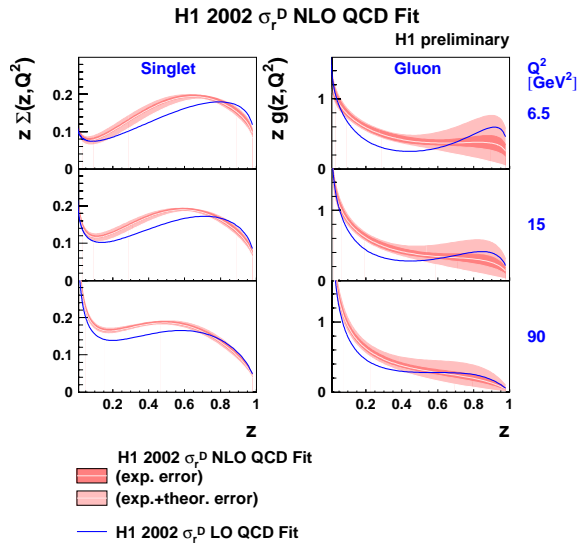 H1 2002 σrD NLO QCD Fit
H1 preliminary
z Σ(z,Q2)
Singlet
z g(z,Q2)
Gluon
Q2
[GeV2]
0.2
0.1
0
1
0
6.5
0.2
0.1
0
1
0
15
0.2
0.1
0
1
0
90
0.2 0.4 0.6 0.8 1
0.2 0.4 0.6 0.8 1
z
z
H1 2002 σrD NLO QCD Fit
(exp. error)
(exp.+theor. error)
H1 2002 σrD LO QCD Fit